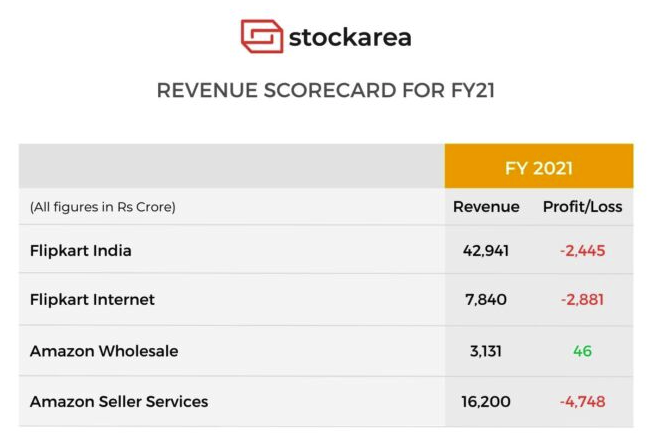 stockarea
REVENUE SCORECARD FOR FY21
FY 2021
(All figures in Rs Crore) Revenue Profit/Loss
Flipkart India 42,941 -2,445
Flipkart Internet 7,840 -2,881
Amazon Wholesale 3,131 46
Amazon Seller Services 16,200 -4,748